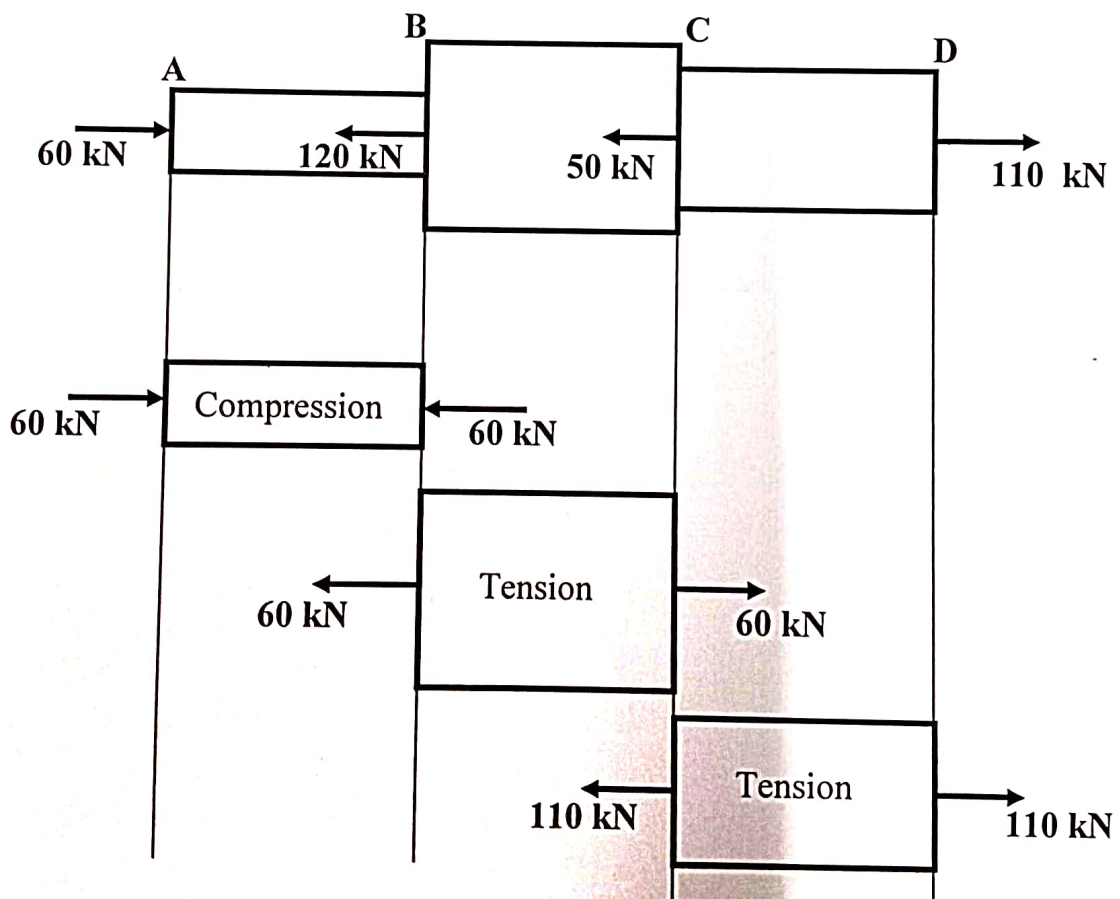 B
C
D
A
60 kN
120 kN
50 kN
110 kN
60 kN
Compression
60 kN
60 kN
Tension
60 kN
110 kN
Tension
110 kN